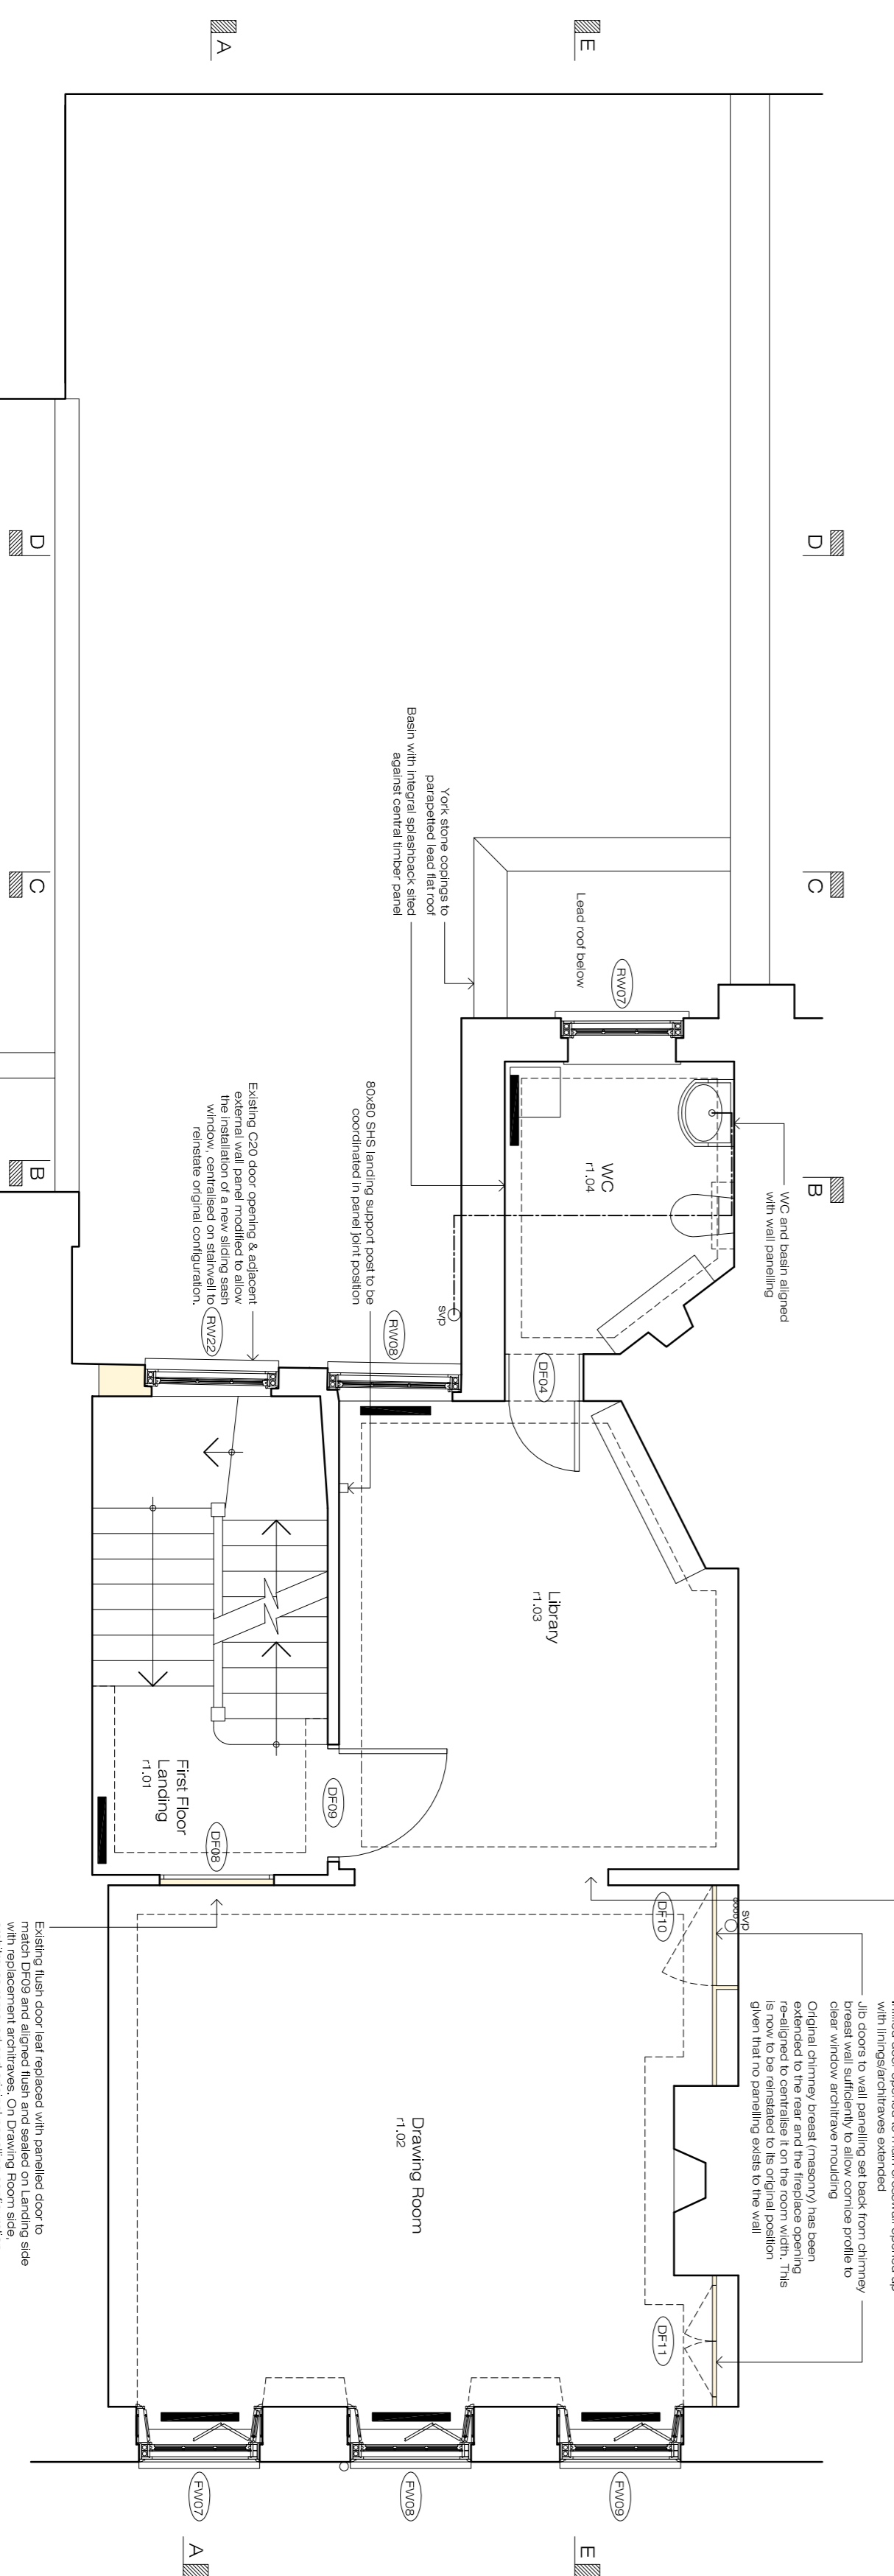 A
E
D
D
C
C
B
B
York stone copings to
parapetted lead flat roof
Basin with integral splashback sited
against central timber panel
Lead roof below
RW07
WC
r1.04
WC and basin aligned
with wall panelling
80x80 SHS landing support post to be
coordinated in panel joint position
Existing C20 door opening & adjacent
external wall panel modified to allow
the installation of a new sliding sash
window, centralised on stairwell to
reinstate original configuration.
RW22
RW08
svp
DF04
Library
r1.03
First Floor
Landing
r1.01
DF09
DF08
DF10
svp
with linings/architraves extended
Jib doors to wall panelling set back from chimney
breast wall sufficiently to allow cornice profile to
clear window architrave moulding
Original chimney breast (masonry) has been
extended to the rear and the fireplace opening
re-aligned to centralise it on the room width. This
is now to be reinstated to its original position
given that no panelling exists to the wall
Existing flush door leaf replaced with panelled door to
match DF09 and aligned flush and sealed on Landing side
with replacement architraves. On Drawing Room side,
Drawing Room
r1.02
DF11
FW07
FW08
FW09
A
E